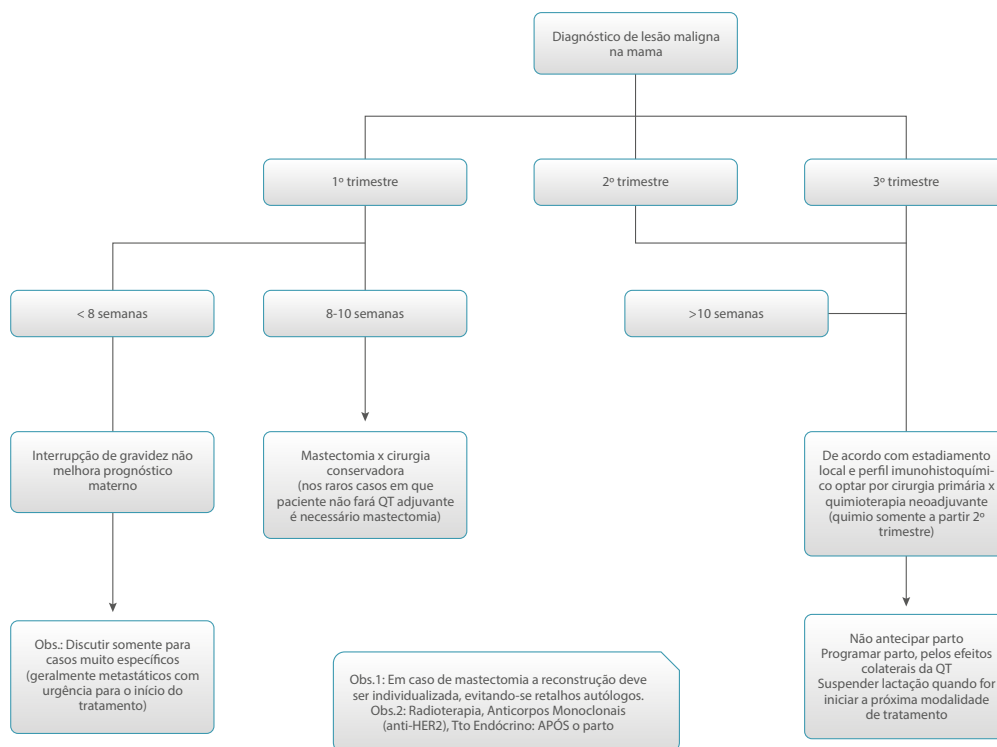 Diagnóstico de lesão maligna
na mama
1º trimestre
2º trimestre
3º trimestre
< 8 semanas
8-10 semanas
>10 semanas
Interrupção de gravidez não
melhora prognóstico
materno
Mastectomia x cirurgia
conservadora
(nos raros casos em que
paciente não fará QT adjuvante
é necessário mastectomia)
De acordo com estadiamento
local e perfil imunohistoquími-
co optar por cirurgia primária x
quimioterapia neoadjuvante
(quimio somente a partir 2º
trimestre)
Obs.: Discutir somente para
casos muito específicos
(geralmente metastáticos com
urgência para o início do
tratamento)
Obs.1: Em caso de mastectomia a reconstrução deve
ser individualizada, evitando-se retalhos autólogos.
Obs.2: Radioterapia, Anticorpos Monoclonais
(anti-HER2), Tto Endócrino: APÓS o parto
Não antecipar parto
Programar parto, pelos efeitos
colaterais da QT
Suspender lactação quando for
iniciar a próxima modalidade
de tratamento